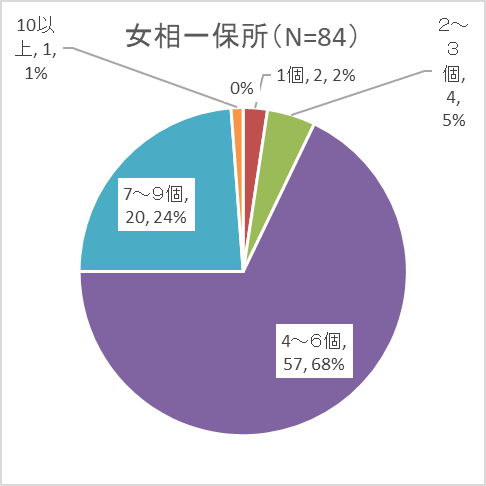 女相一保所（N=84）
10以
上, 1,
1%
0%
1個, 2, 2%
２～
３
個,
4,
5%
7～９個,
20, 24%
4～６個,
57, 68%